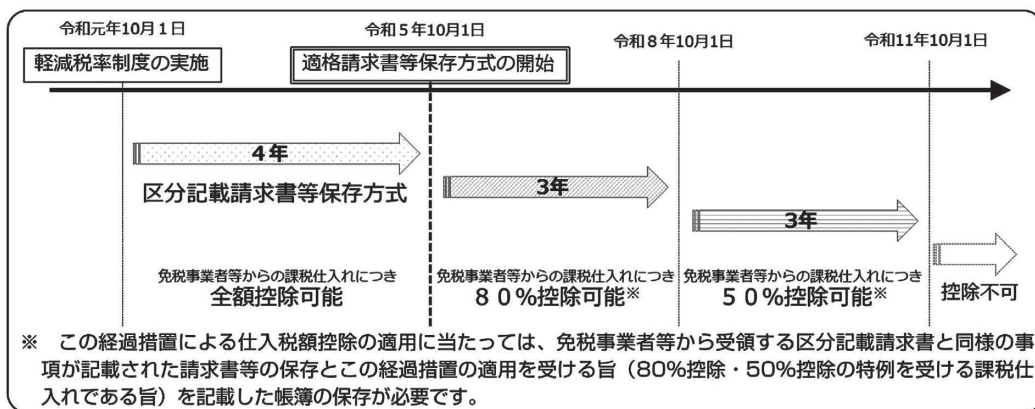 令和元年10月1日
令和5年10月1日
令和8年10月1日
令和11年10月1日
軽減税率制度の実施
適格請求書等保存方式の開始
4年
区分記載請求書等保存方式
3年
3年
免税事業者等からの課税仕入れにつき
全額控除可能
免税事業者等からの課税仕入れにつき
80%控除可能※
免税事業者等からの課税仕入れにつき
50%控除可能※
控除不可
※ この経過措置による仕入税額控除の適用に当たっては、免税事業者等から受領する区分記載請求書と同様の事
項が記載された請求書等の保存とこの経過措置の適用を受ける旨（80%控除・50%控除の特例を受ける課税仕
入れである旨）を記載した帳簿の保存が必要です。